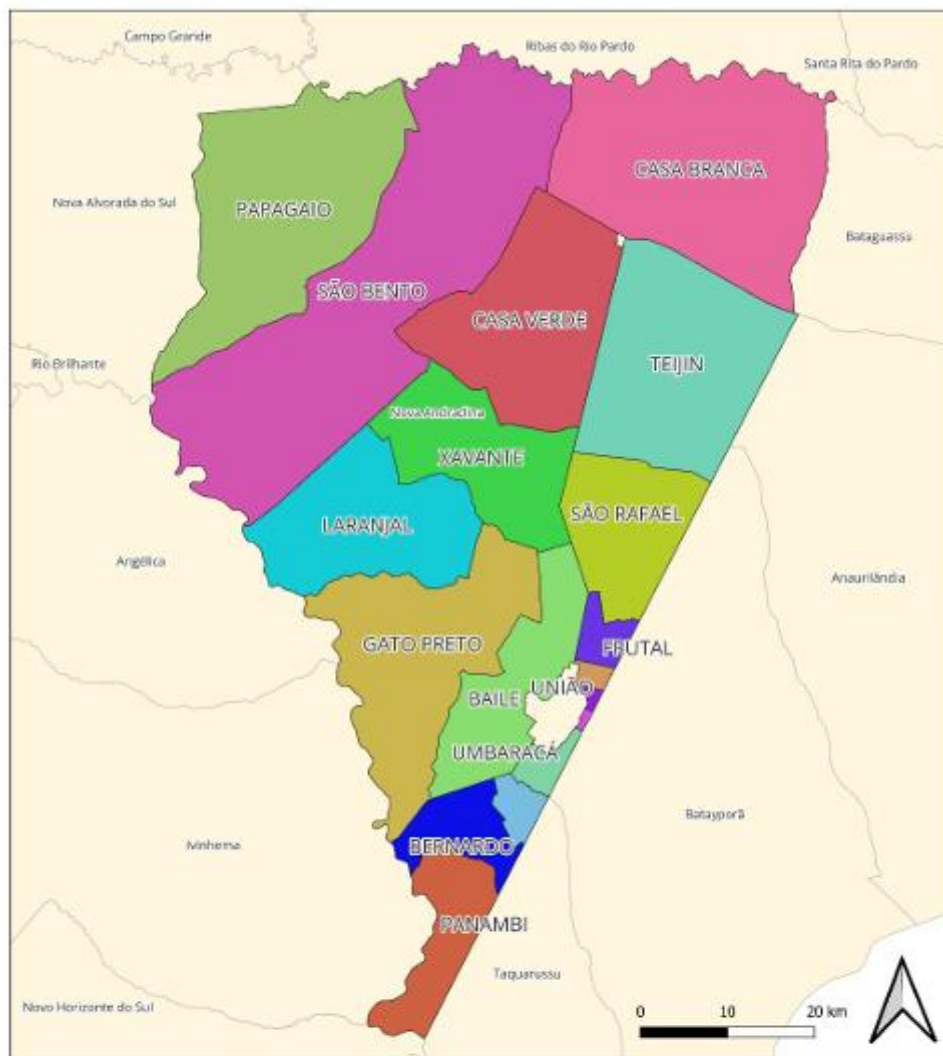 Campo Grande
Ribas do Rio Pardo
Santa Rita do Pardo
CASA BRANCA
Nova Alvorada do Sul
PAPAGAIO
Bataguassu
SÃO BENTO
CASA VERDE
Rio Brilhante
TEIJIN
Nova Andradina
XAVANTE
LARANJAL
SÃO RAFAEL
Angélica
Anaurilândia
GATO PRETO
FRUTAL
UNIÃO
BAILE
UMBARACÁ
Batayporã
Ivinhema
BERNARDO
PANAMBI
Taquarussu
Novo Horizonte do Sul
0 10 20 km